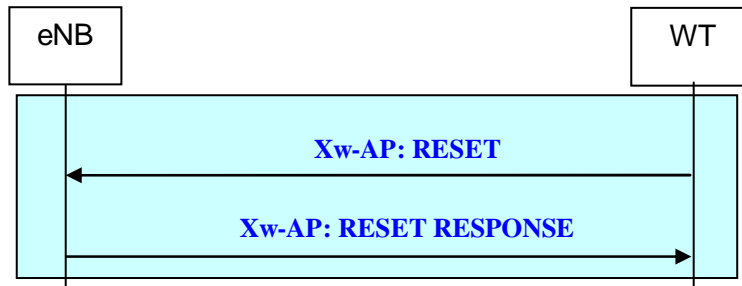 eNB
WT
Xw-AP: RESET
Xw-AP: RESET RESPONSE